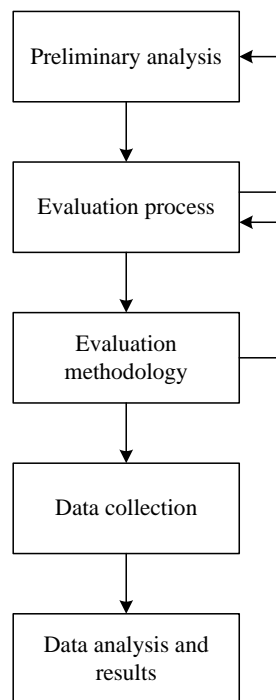 Preliminary analysis
Evaluation process
Evaluation
methodology
Data collection
Data analysis and
results